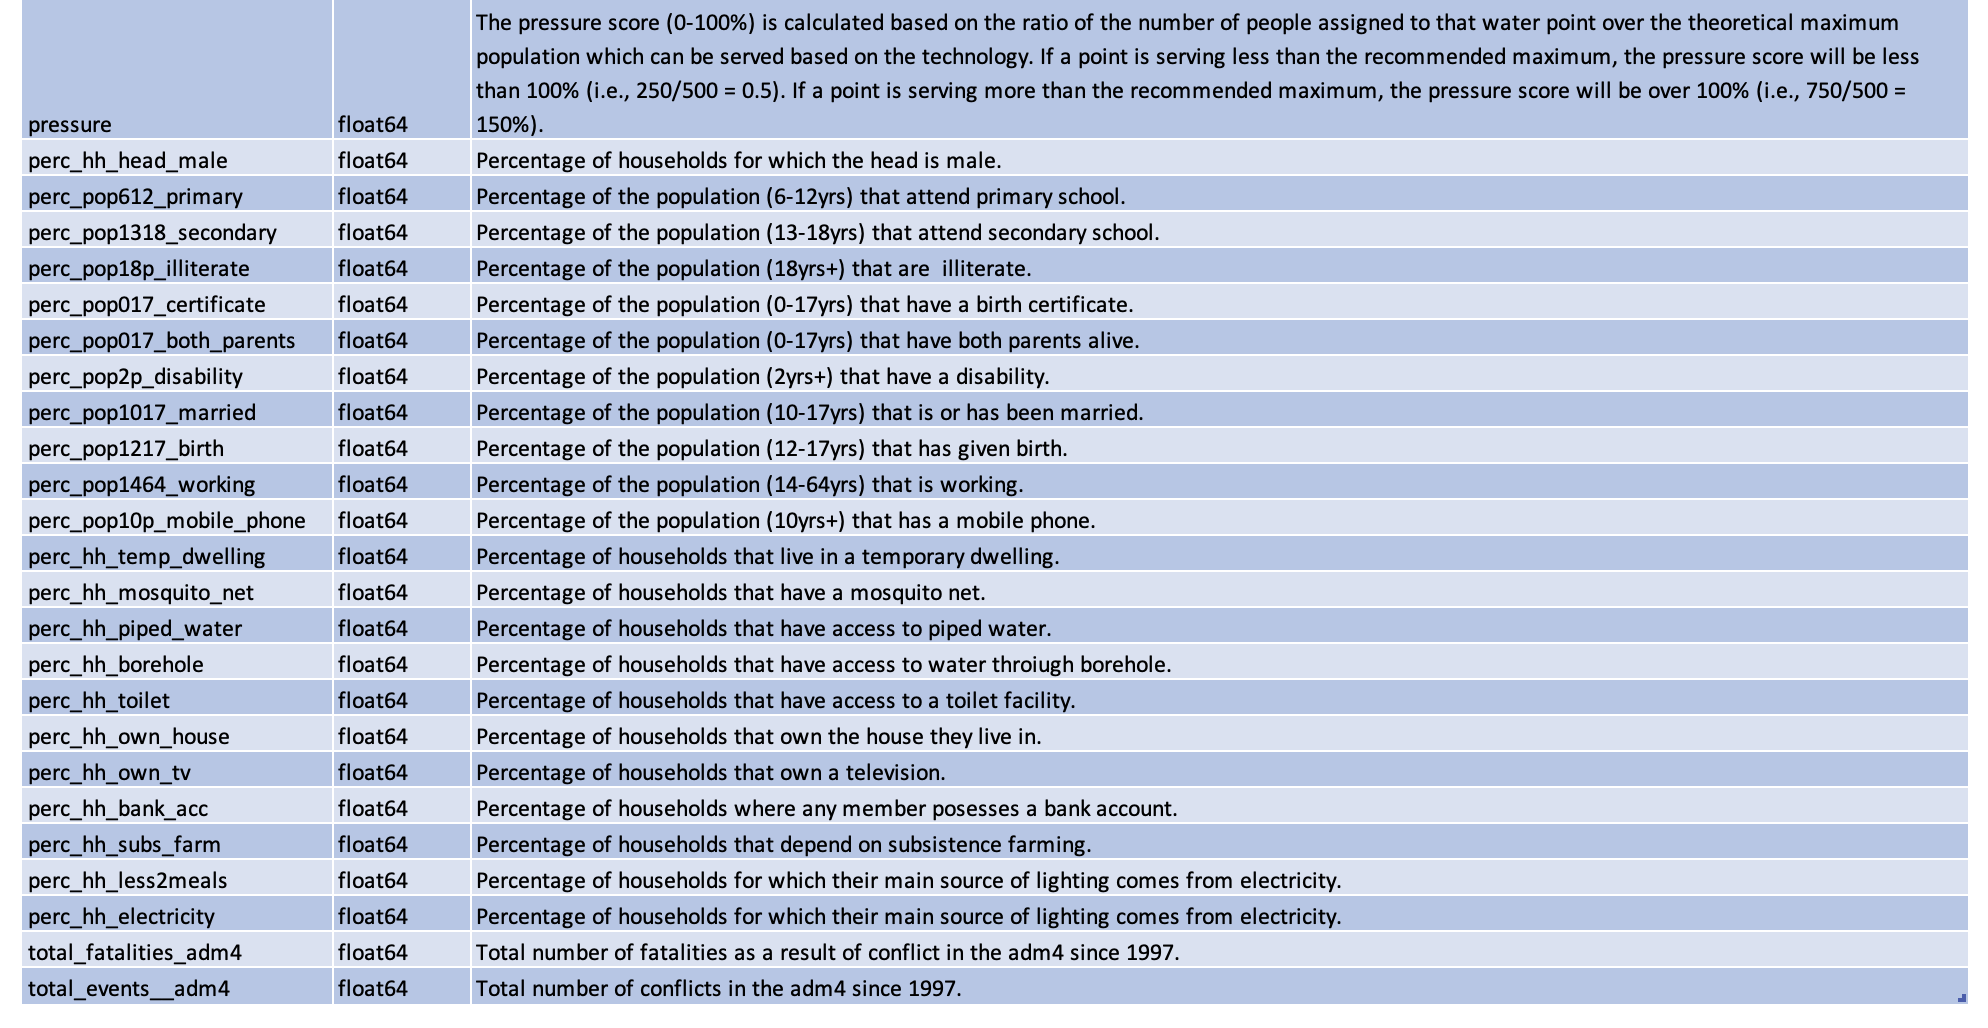 The pressure score (0-100%) is calculated based on the ratio of the number of people assigned to that water point over the theoretical maximum
population which can be served based on the technology. If a point is serving less than the recommended maximum, the pressure score will be less
than 100% (i.e., 250/500 = 0.5). If a point is serving more than the recommended maximum, the pressure score will be over 100% (i.e., 750/500 =
pressure float64 150%).
perc_hh_head_male float64 Percentage of households for which the head is male.
perc_pop612_primary float64 Percentage of the population (6-12yrs) that attend primary school.
perc_pop1318_secondary float64 Percentage of the population (13-18yrs) that attend secondary school.
perc_pop18p_illiterate float64 Percentage of the population (18yrs+) that are  illiterate.
perc_pop017_certificate float64 Percentage of the population (0-17yrs) that have a birth certificate.
perc_pop017_both_parents float64 Percentage of the population (0-17yrs) that have both parents alive.
perc_pop2p_disability float64 Percentage of the population (2yrs+) that have a disability.
perc_pop1017_married float64 Percentage of the population (10-17yrs) that is or has been married.
perc_pop1217_birth float64 Percentage of the population (12-17yrs) that has given birth.
perc_pop1464_working float64 Percentage of the population (14-64yrs) that is working.
perc_pop10p_mobile_phone float64 Percentage of the population (10yrs+) that has a mobile phone.
perc_hh_temp_dwelling float64 Percentage of households that live in a temporary dwelling.
perc_hh_mosquito_net float64 Percentage of households that have a mosquito net.
perc_hh_piped_water float64 Percentage of households that have access to piped water.
perc_hh_borehole float64 Percentage of households that have access to water throiugh borehole.
perc_hh_toilet float64 Percentage of households that have access to a toilet facility.
perc_hh_own_house float64 Percentage of households that own the house they live in.
perc_hh_own_tv float64 Percentage of households that own a television.
perc_hh_bank_acc float64 Percentage of households where any member posesses a bank account.
perc_hh_subs_farm float64 Percentage of households that depend on subsistence farming.
perc_hh_less2meals float64 Percentage of households for which their main source of lighting comes from electricity.
perc_hh_electricity float64 Percentage of households for which their main source of lighting comes from electricity.
total_fatalities_adm4 float64 Total number of fatalities as a result of conflict in the adm4 since 1997.
total_events__adm4 float64 Total number of conflicts in the adm4 since 1997.